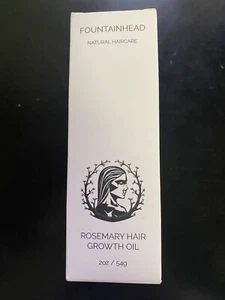 FOUNTAINHEAD
NATURAL HAIRCARE
ROSEMARY HAIR
GROWTH OIL
2oz / 54g